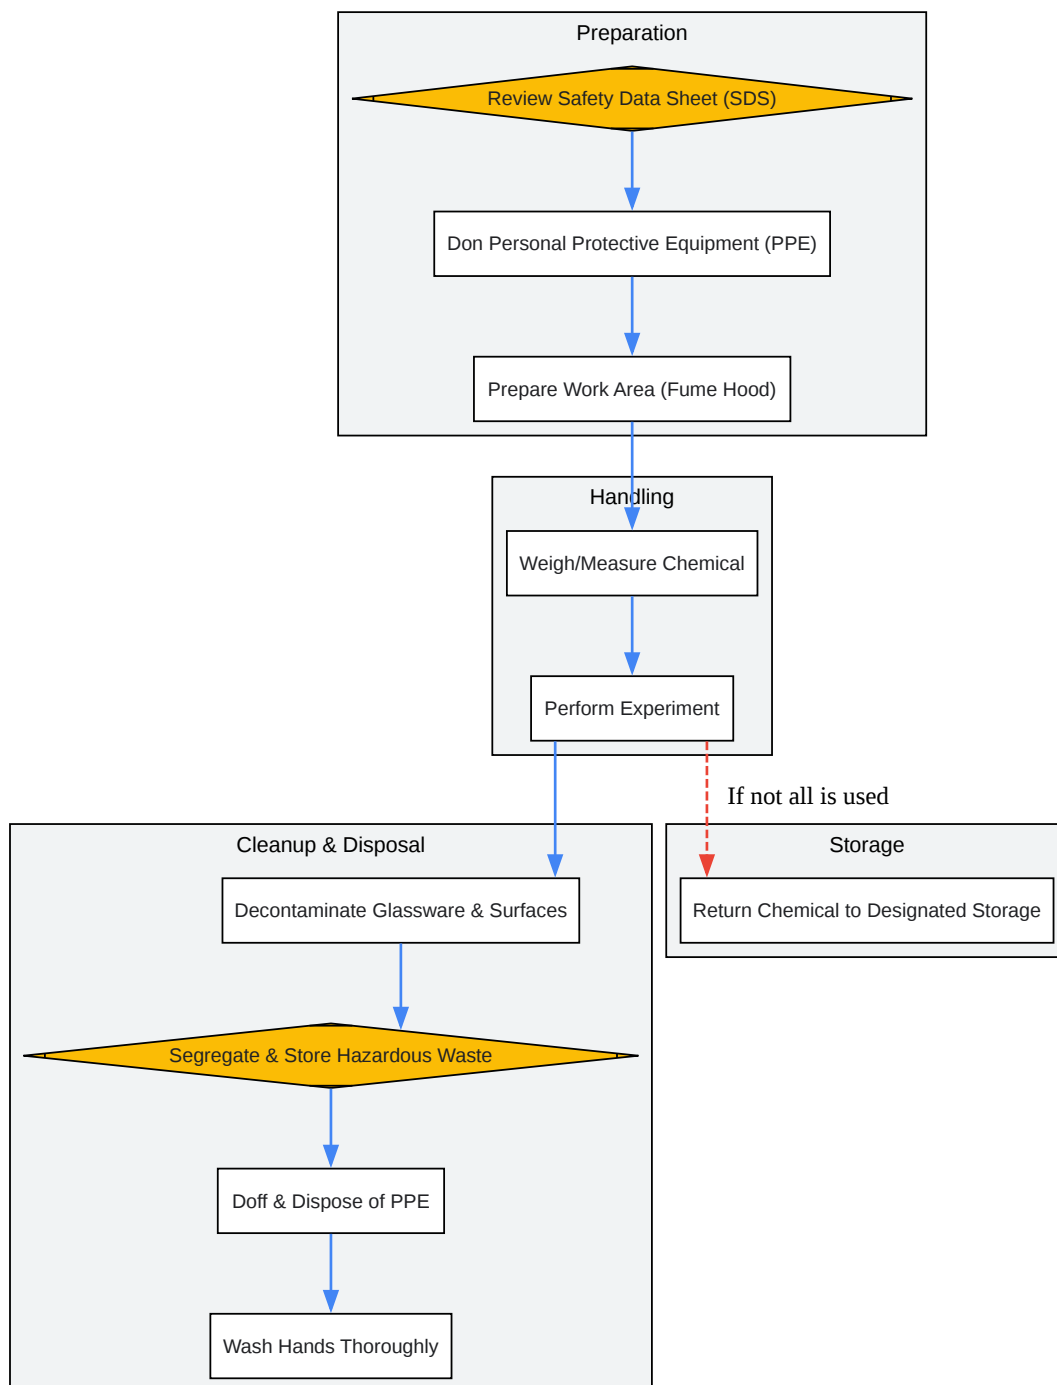 Preparation
Review Safety Data Sheet (SDS)
Don Personal Protective Equipment (PPE)
Prepare Work Area (Fume Hood)
Handling
Weigh/Measure Chemical
Perform Experiment
If not all is used
Cleanup & Disposal
Decontaminate Glassware & Surfaces
Segregate & Store Hazardous Waste
Doff & Dispose of PPE
Wash Hands Thoroughly
Storage
Return Chemical to Designated Storage